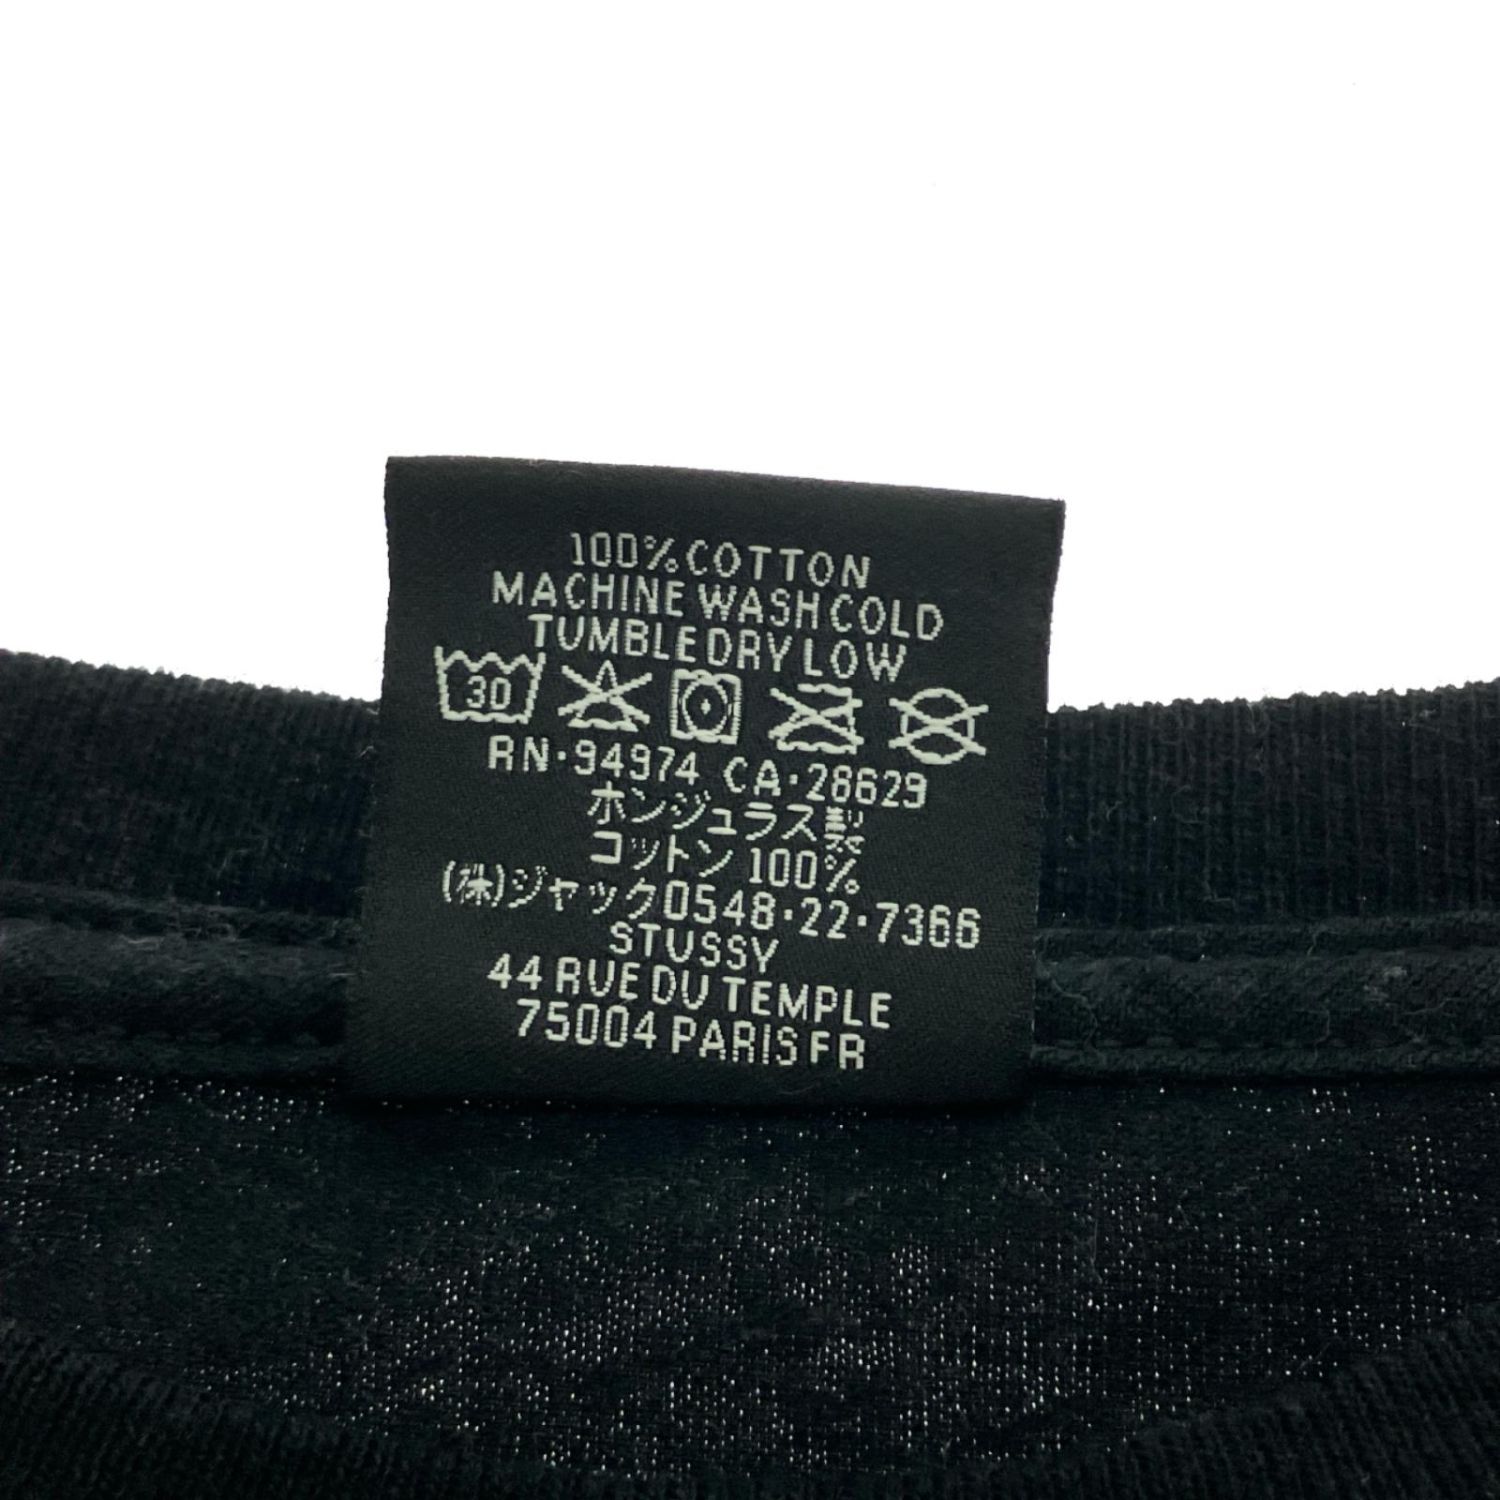 100% COTTON
MACHINE WASH COLD
TUMBLE DRY LOW
30
RN・94974 CA・28629
ホンジュラス製
コットン 100%
(株)ジャック0548・22・7366
STUSSY
44 RUE DU TEMPLE
75004 PARIS FR